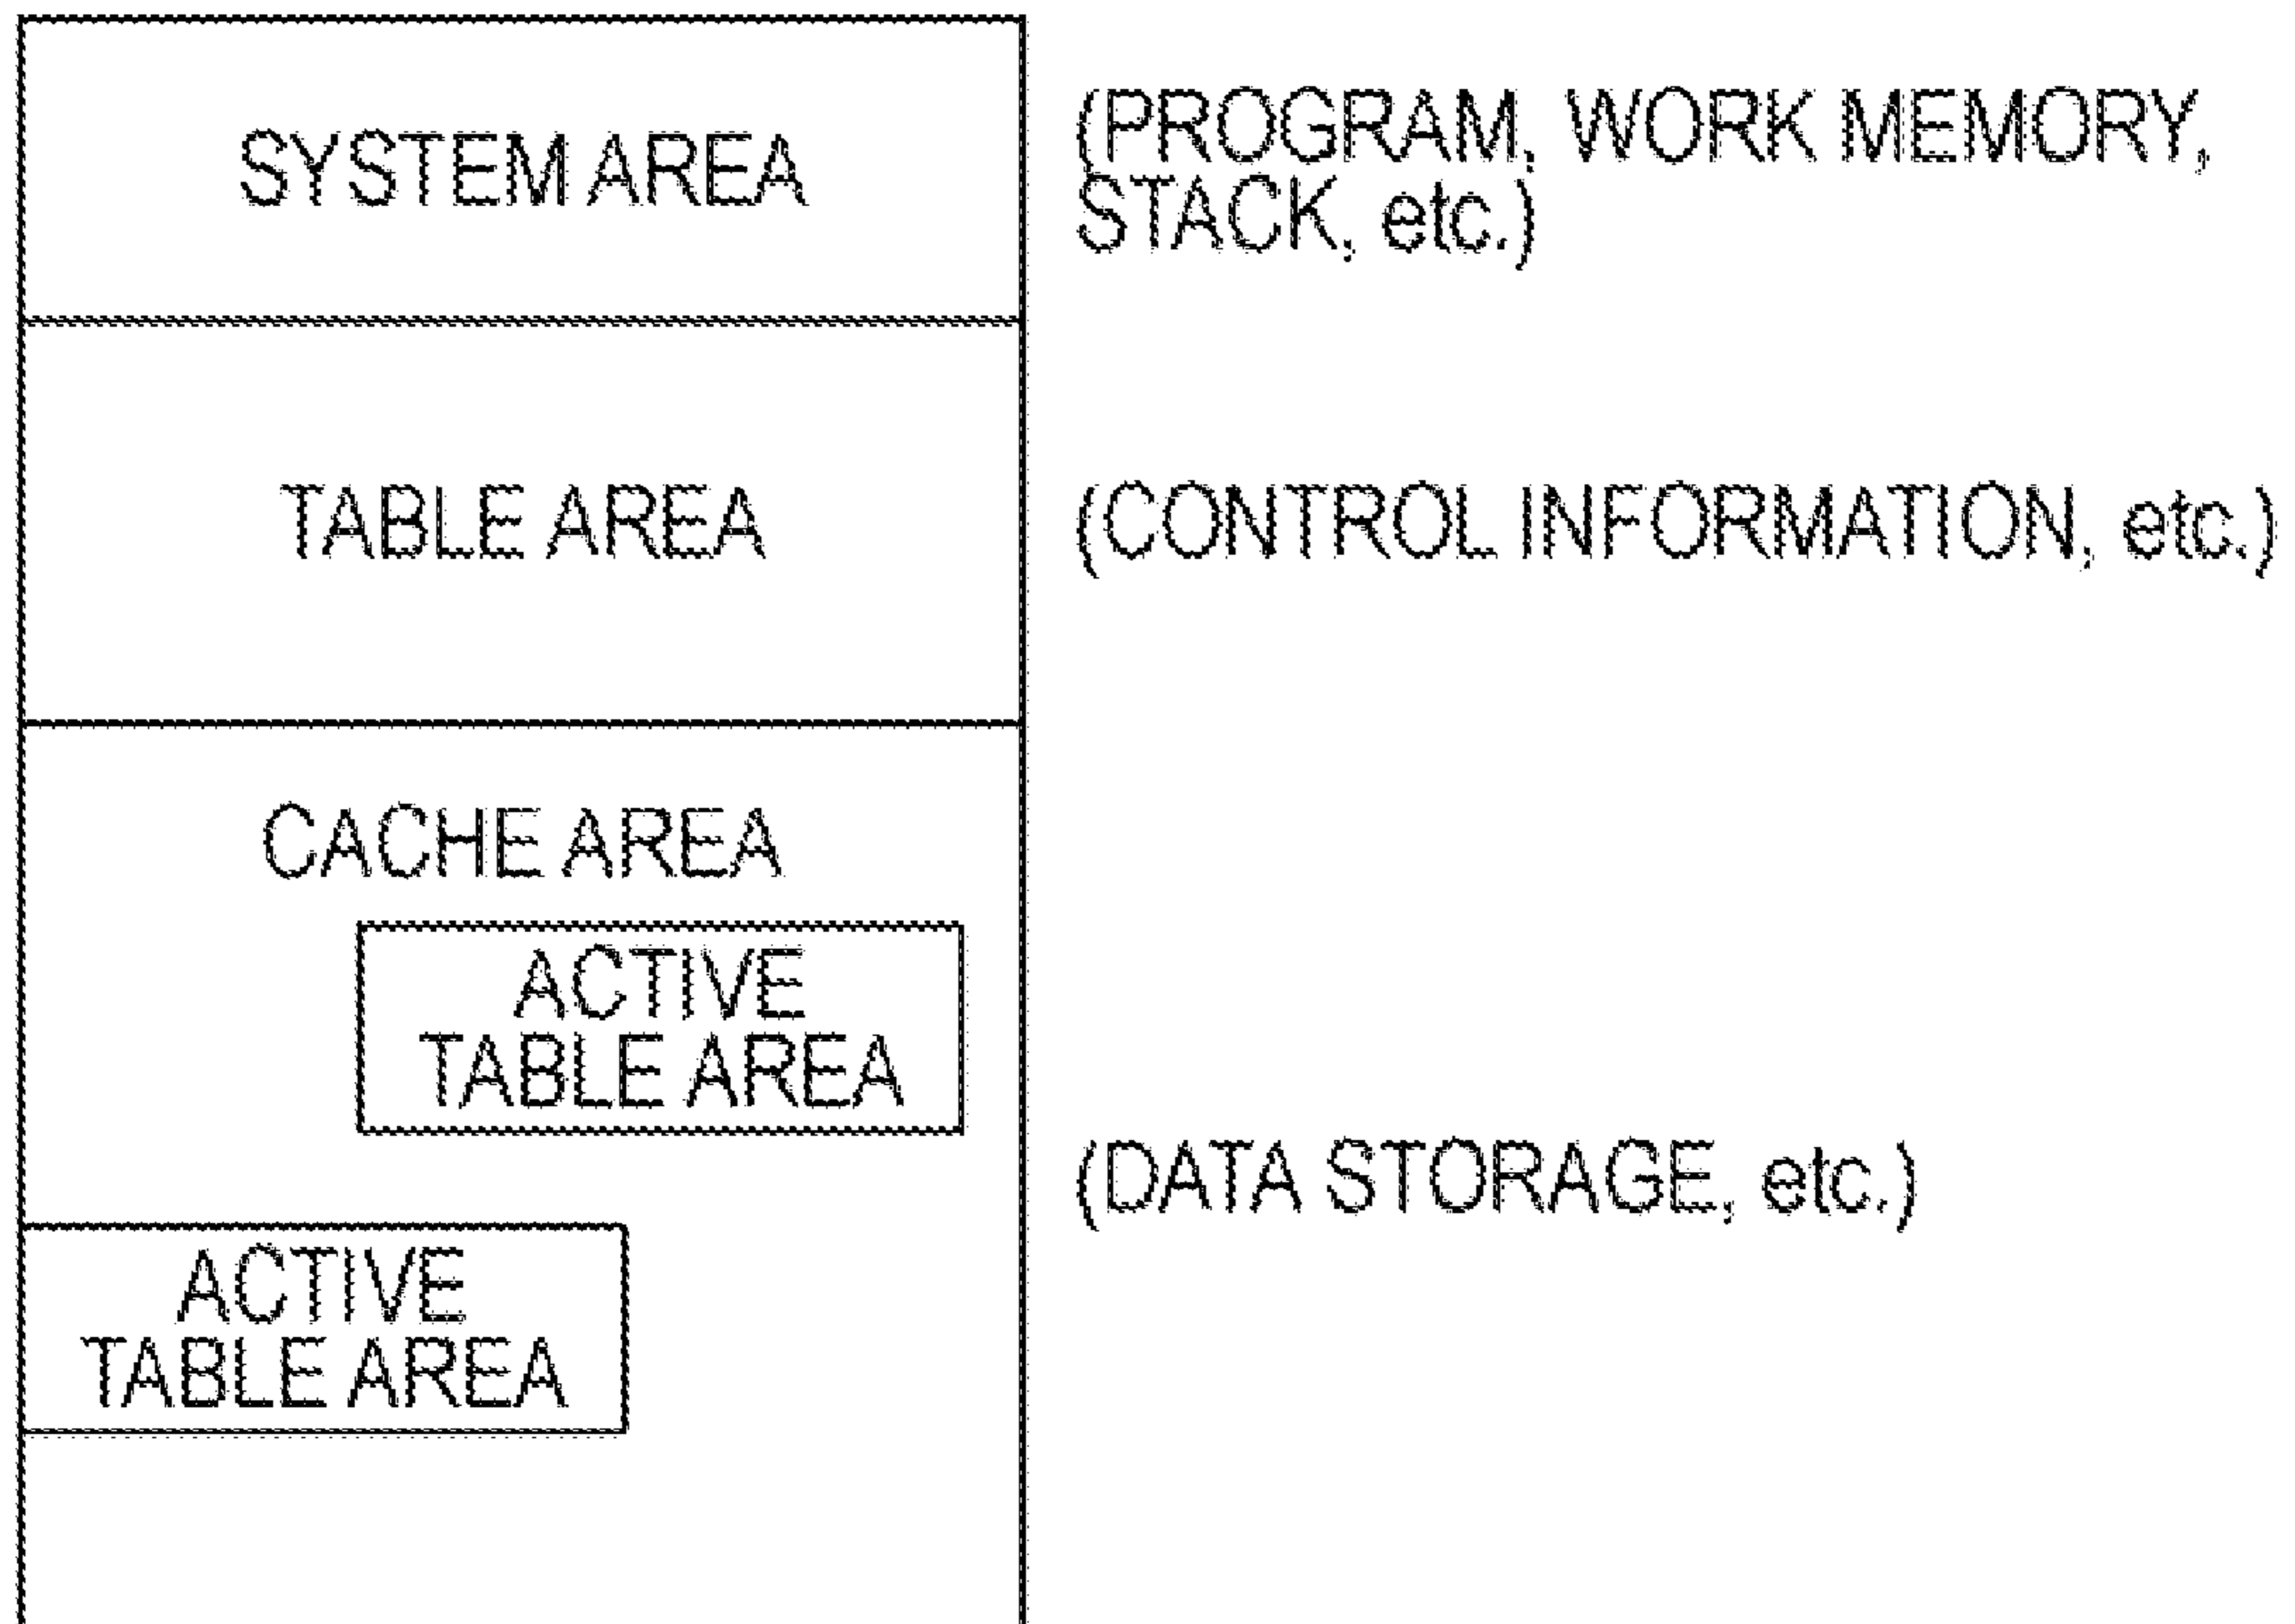 SYSTEM AREA
(PROGRAM, WORK MEMORY,
STACK, etc.)
TABLE AREA
(CONTROL INFORMATION, etc.)
CACHE AREA
ACTIVE
TABLE AREA
(DATA STORAGE, etc.)
ACTIVE
TABLE AREA